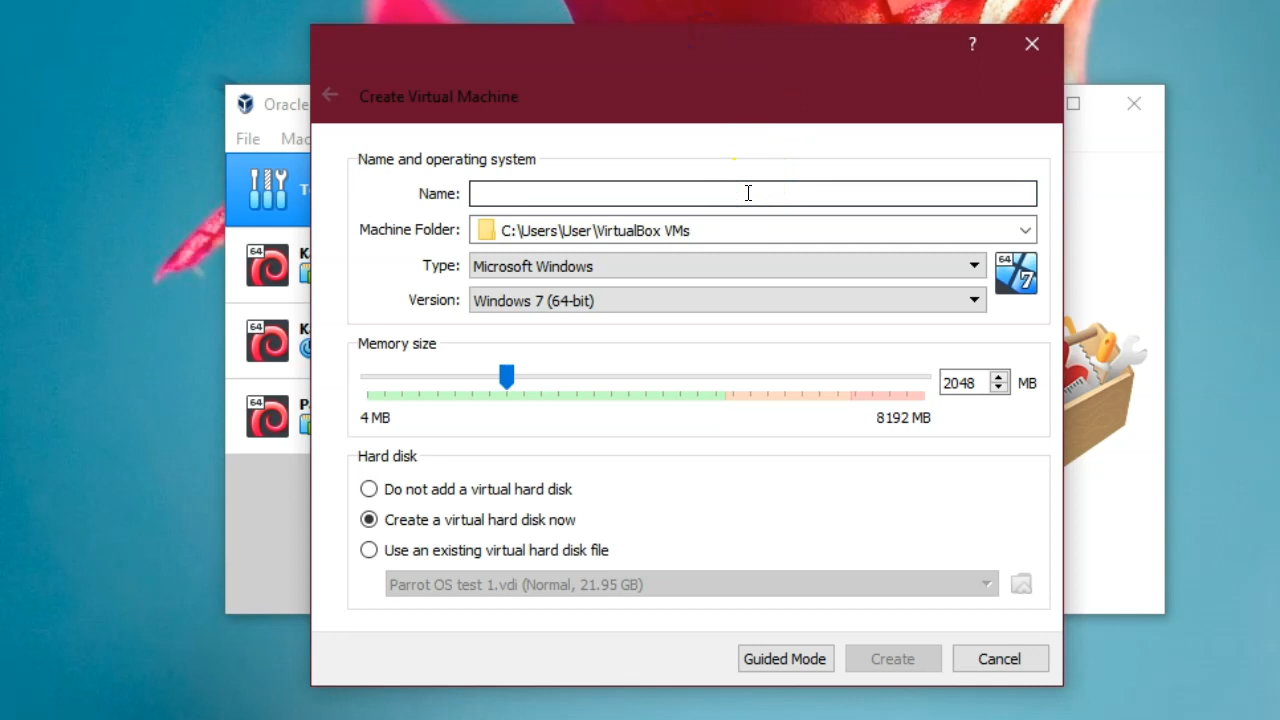 ?
Oracle
Create Virtual Machine
File Mac
Name and operating system
Name:
Machine Folder: C:\Users\User\VirtualBox VMs
Type: Microsoft Windows
64
7
Version: Windows 7 (64-bit)
64
64
64
Memory size
2048 MB
4 MB 8192 MB
Hard disk
Do not add a virtual hard disk
Create a virtual hard disk now
Use an existing virtual hard disk file
Parrot OS test 1.vdi (Normal, 21.95 GB)
Guided Mode Create Cancel